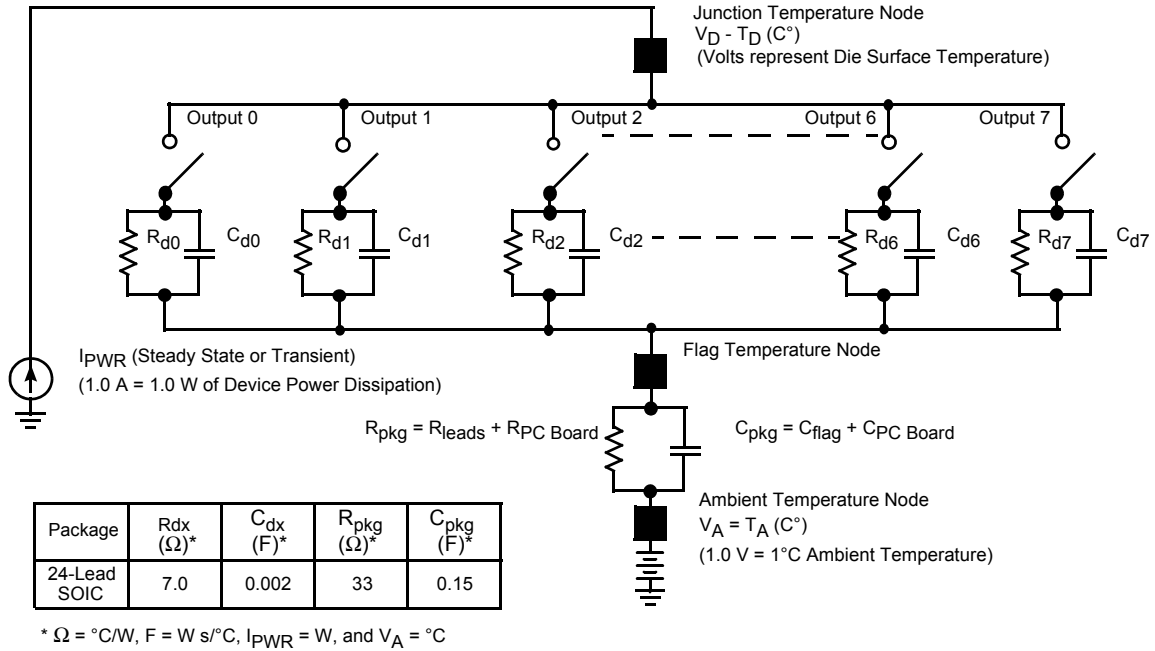 Junction Temperature Node
VD - TD (C°)
(Volts represent Die Surface Temperature)
Output 0
Output 1
Output 2
Output 6
Output 7
Rd0
Cd0
Rd1
Cd1
Rd2
Cd2
Rd6
Cd6
Rd7
Cd7
IPWR (Steady State or Transient)
(1.0 A = 1.0 W of Device Power Dissipation)
Flag Temperature Node
Rpkg = Rleads + RPC Board
Cpkg = Cflag + CPC Board
Ambient Temperature Node
VA = TA (C°)
(1.0 V = 1°C Ambient Temperature)
Package Rdx (Ω)* Cdx (F)* Rpkg (Ω)* Cpkg (F)*
24-Lead SOIC 7.0 0.002 33 0.15
* Ω = °C/W, F = W s/°C, IPWR = W, and VA = °C